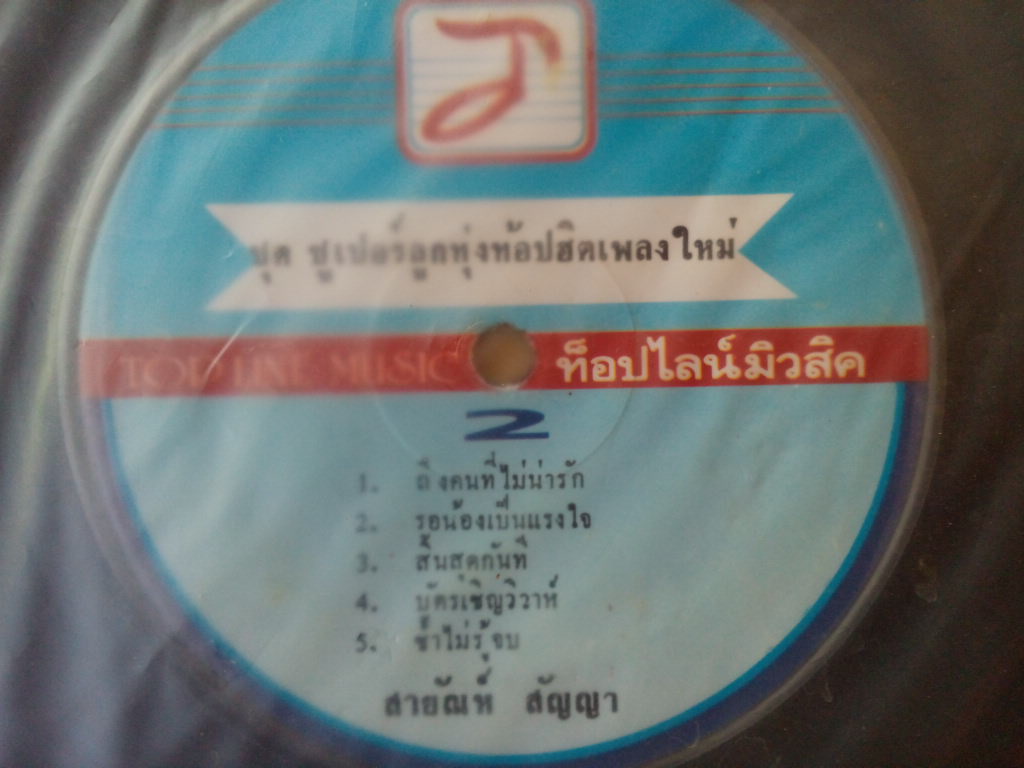 ชุด ซูเปอร์ลูกทุ่งท้อปฮิตเพลงใหม่
TOP LINE MUSIC ท็อปไลน์มิวสิค
2
1. ถึงคนที่ไม่น่ารัก
2. รอน้องเป็นแรงใจ
3. สิ้นสุดกันที
4. บัตรเชิญวิวาห์
5. ช้ำไม่รู้จบ
สายัณห์ สัญญา